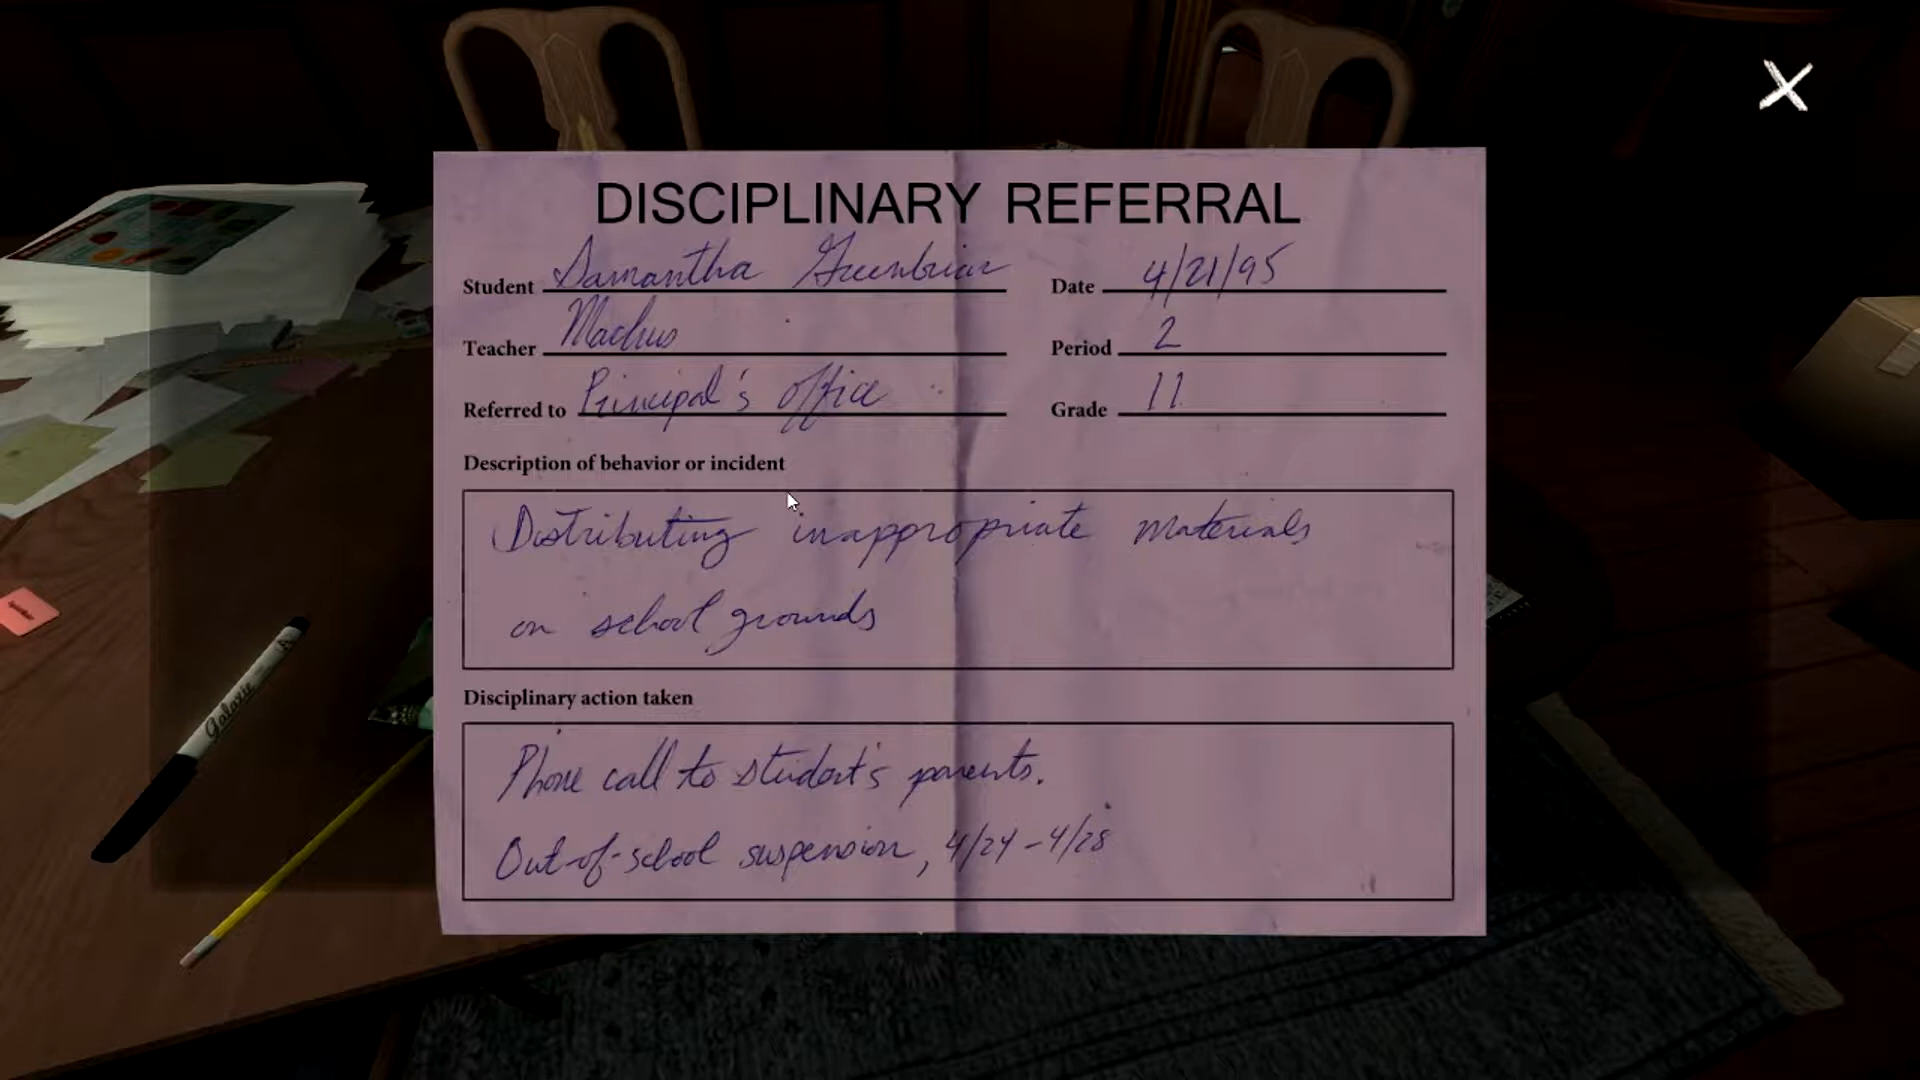 DISCIPLINARY REFERRAL
Student Samantha Greenbriar Date 4/21/95
Teacher Period 2
Referred to Principal's office Grade 11
Description of behavior or incident
Distributing inappropriate materials
on school grounds
Disciplinary action taken
Phone call to student's parents.
Out-of-school suspension, 4/24-4/28
Galaxie